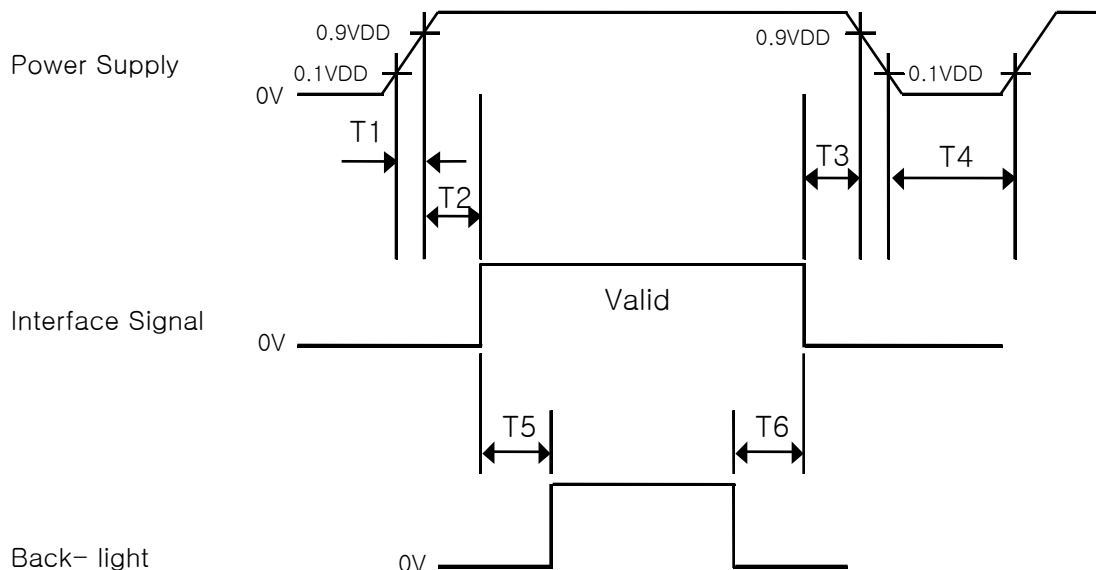 0.9VDD
0.9VDD
Power Supply
0.1VDD
0.1VDD
0V
T1
T3
T4
T2
Valid
Interface Signal
0V
T5
T6
Back- light
0V